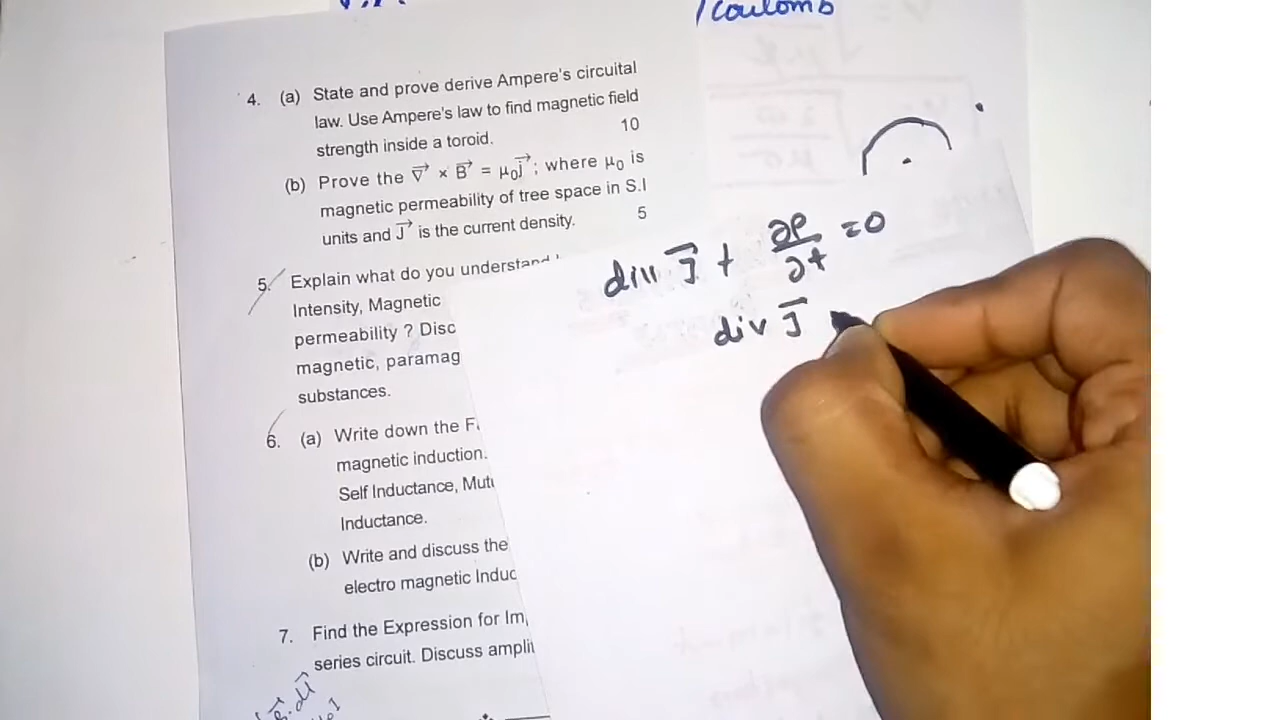 /Coulomb
4. (a) State and prove derive Ampere's circuital
law. Use Ampere's law to find magnetic field
strength inside a toroid. 10
(b) Prove the ∇⃗ × B⃗ = μ₀j⃗ ; where μ₀ is
magnetic permeability of tree space in S.I
units and J⃗ is the current density. 5
5. Explain what do you understand
Intensity, Magnetic
permeability ? Disc
magnetic, paramag
substances.
6. (a) Write down the F
magnetic induction.
Self Inductance, Mutu
Inductance.
(b) Write and discuss the
electro magnetic Induc
7. Find the Expression for Im
series circuit. Discuss ampli
div J⃗ + ∂ρ/∂t = 0
div J⃗